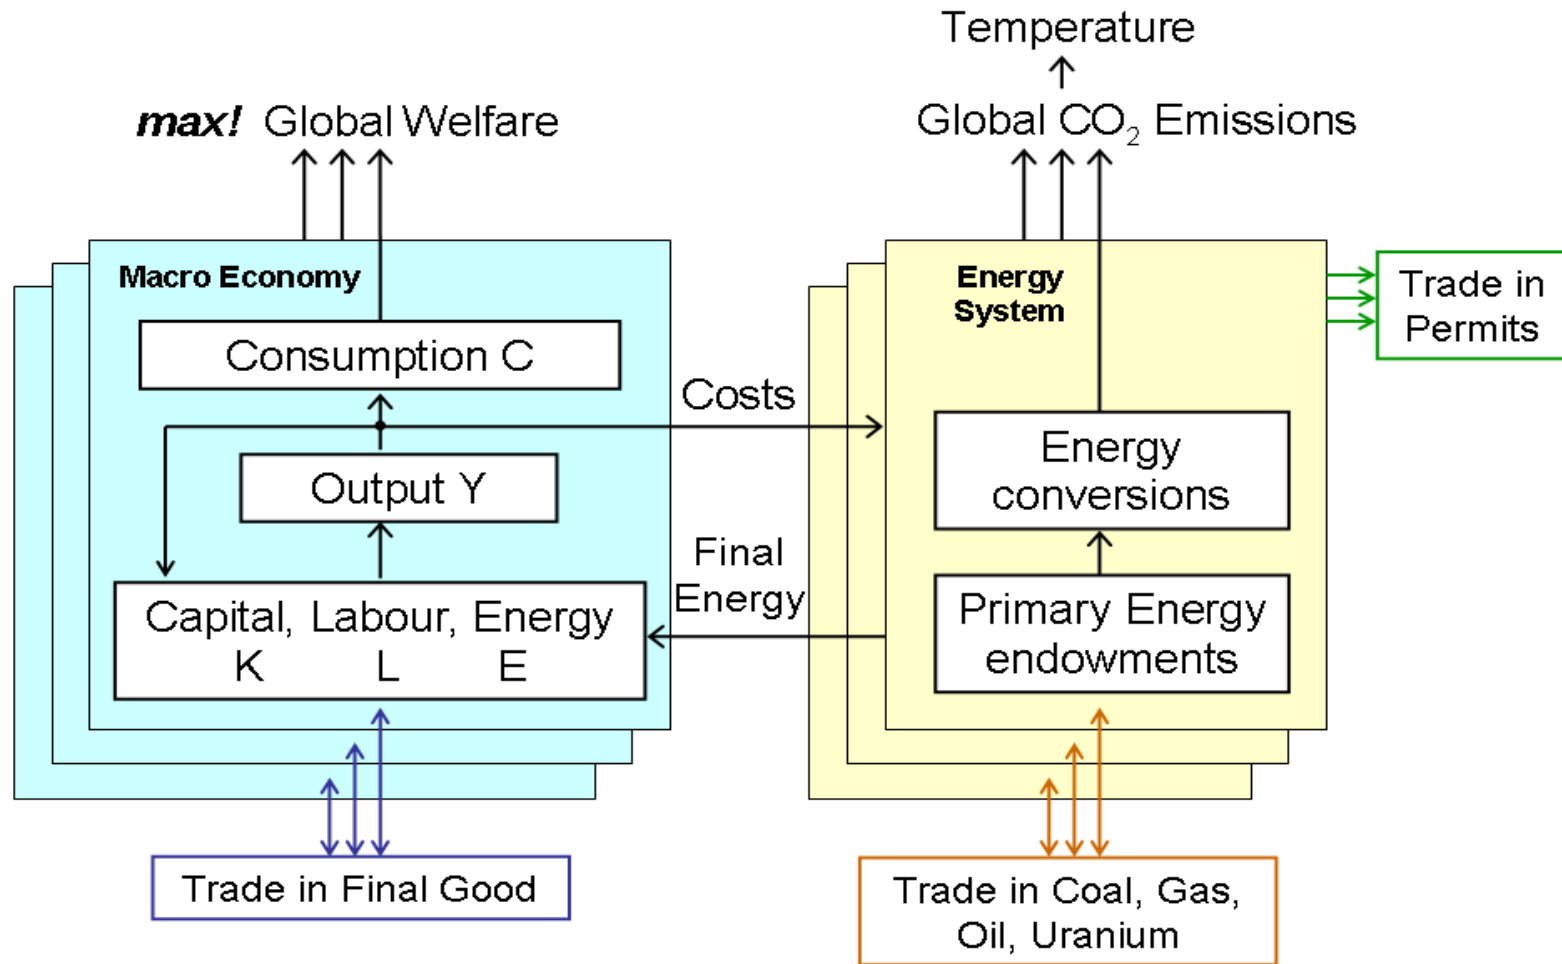 Temperature
max! Global Welfare
Global CO₂ Emissions
Macro Economy
Consumption C
Output Y
Capital, Labour, Energy
K L E
Costs
Final
Energy
Energy
System
Energy
conversions
Primary Energy
endowments
Trade in
Permits
Trade in Final Good
Trade in Coal, Gas,
Oil, Uranium